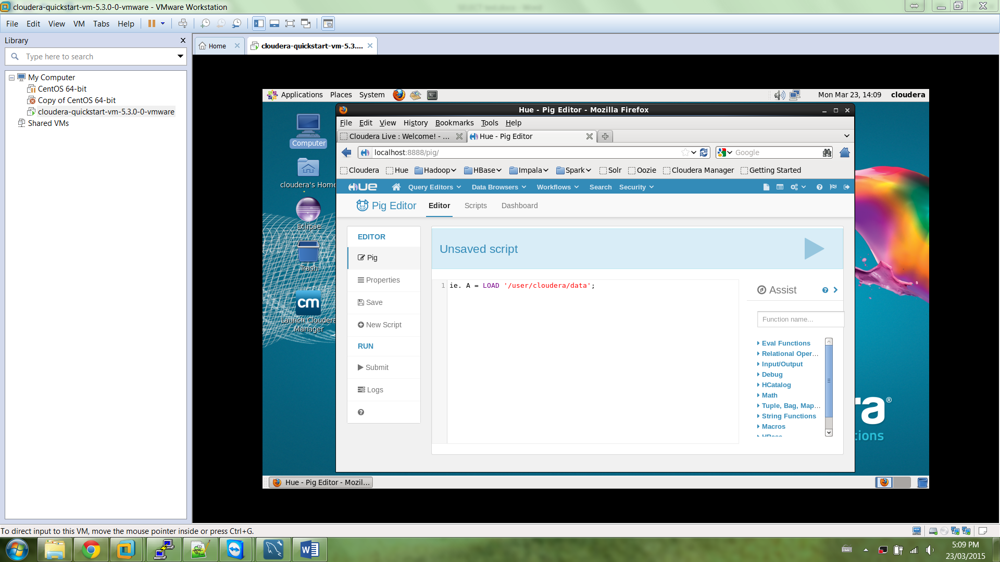 cloudera-quickstart-vm-5.3.0-0-vmware - VMware Workstation
File Edit View VM Tabs Help
Library
Type here to search
My Computer
CentOS 64-bit
Copy of CentOS 64-bit
cloudera-quickstart-vm-5.3.0-0-vmware
Shared VMs
Home
cloudera-quickstart-vm-5.3....
Applications Places System
Mon Mar 23, 14:09 cloudera
Computer
cloudera's Home
Eclipse
Trash
cm
Launch Cloudera
Manager
Hue - Pig Editor - Mozilla Firefox
File Edit View History Bookmarks Tools Help
Cloudera Live : Welcome! - ...
Hue - Pig Editor
localhost:8888/pig/
Google
Cloudera Hue Hadoop HBase Impala Spark Solr Oozie Cloudera Manager Getting Started
HUE Query Editors Data Browsers Workflows Search Security
Pig Editor Editor Scripts Dashboard
EDITOR
Pig
Properties
Save
New Script
RUN
Submit
Logs
Unsaved script
1 ie. A = LOAD '/user/cloudera/data';
Assist
Function name...
Eval Functions
Relational Oper...
Input/Output
Debug
HCatalog
Math
Tuple, Bag, Map...
String Functions
Macros
HBase
ra®
tions
Hue - Pig Editor - Mozil...
To direct input to this VM, move the mouse pointer inside or press Ctrl+G.
5:09 PM
23/03/2015